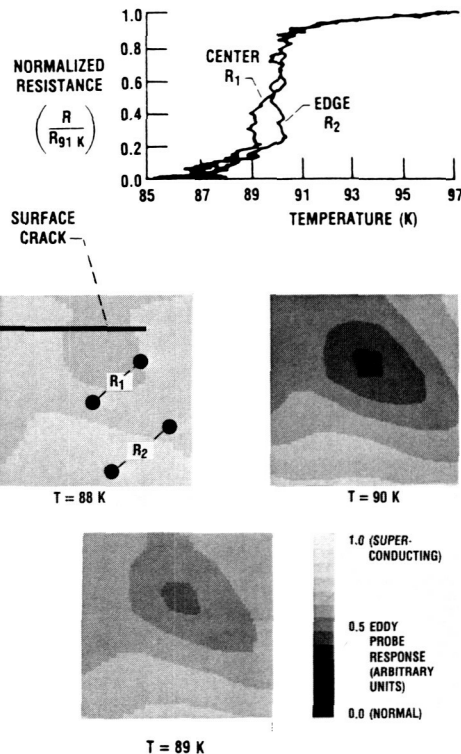 NORMALIZED
RESISTANCE
( R / R91 K )
1.0
0.8
0.6
0.4
0.2
0.0
CENTER
R1
EDGE
R2
85 87 89 91 93 95 97
TEMPERATURE (K)
SURFACE
CRACK
R1
R2
T = 88 K
T = 90 K
1.0 (SUPER-
CONDUCTING)
0.5 EDDY
PROBE
RESPONSE
(ARBITRARY
UNITS)
0.0 (NORMAL)
T = 89 K